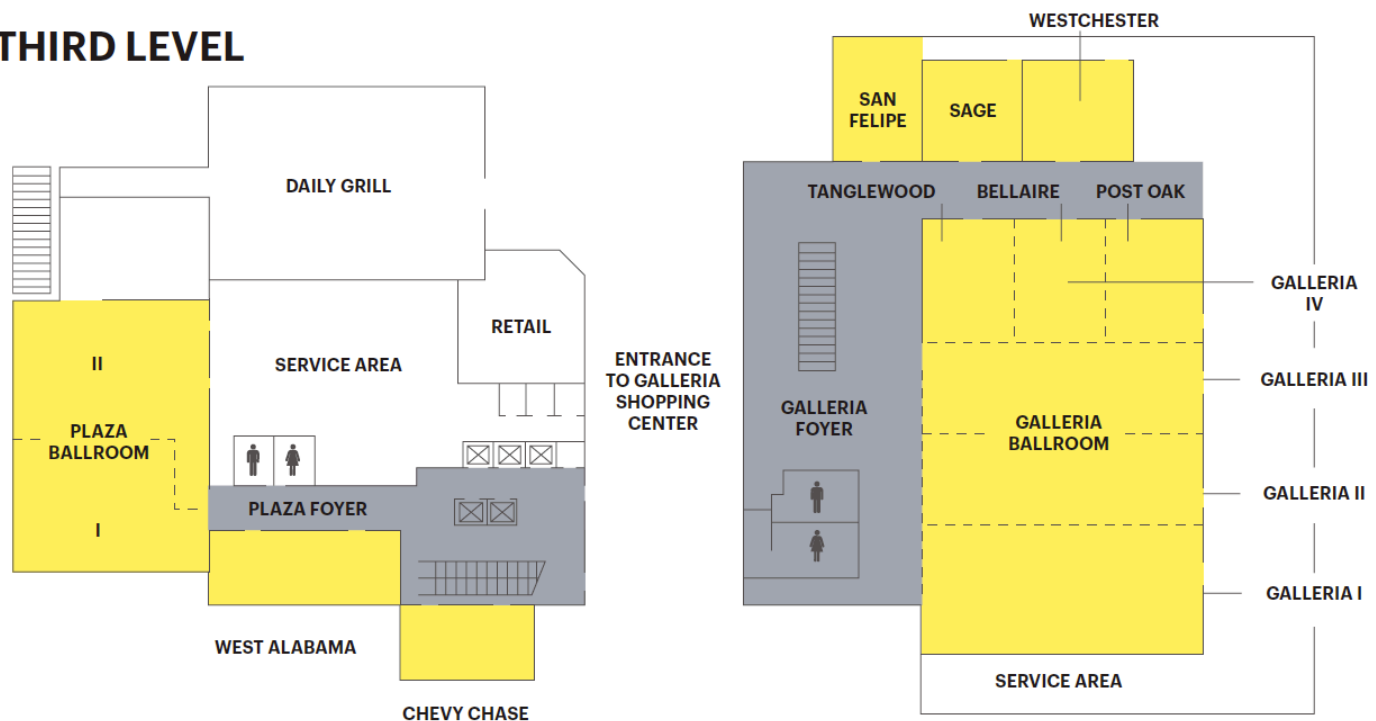 THIRD LEVEL
DAILY GRILL
RETAIL
SERVICE AREA
II
PLAZA
BALLROOM
I
PLAZA FOYER
WEST ALABAMA
CHEVY CHASE
ENTRANCE
TO GALLERIA
SHOPPING
CENTER
WESTCHESTER
SAN
FELIPE
SAGE
TANGLEWOOD
BELLAIRE
POST OAK
GALLERIA
IV
GALLERIA III
GALLERIA
FOYER
GALLERIA
BALLROOM
GALLERIA II
GALLERIA I
SERVICE AREA